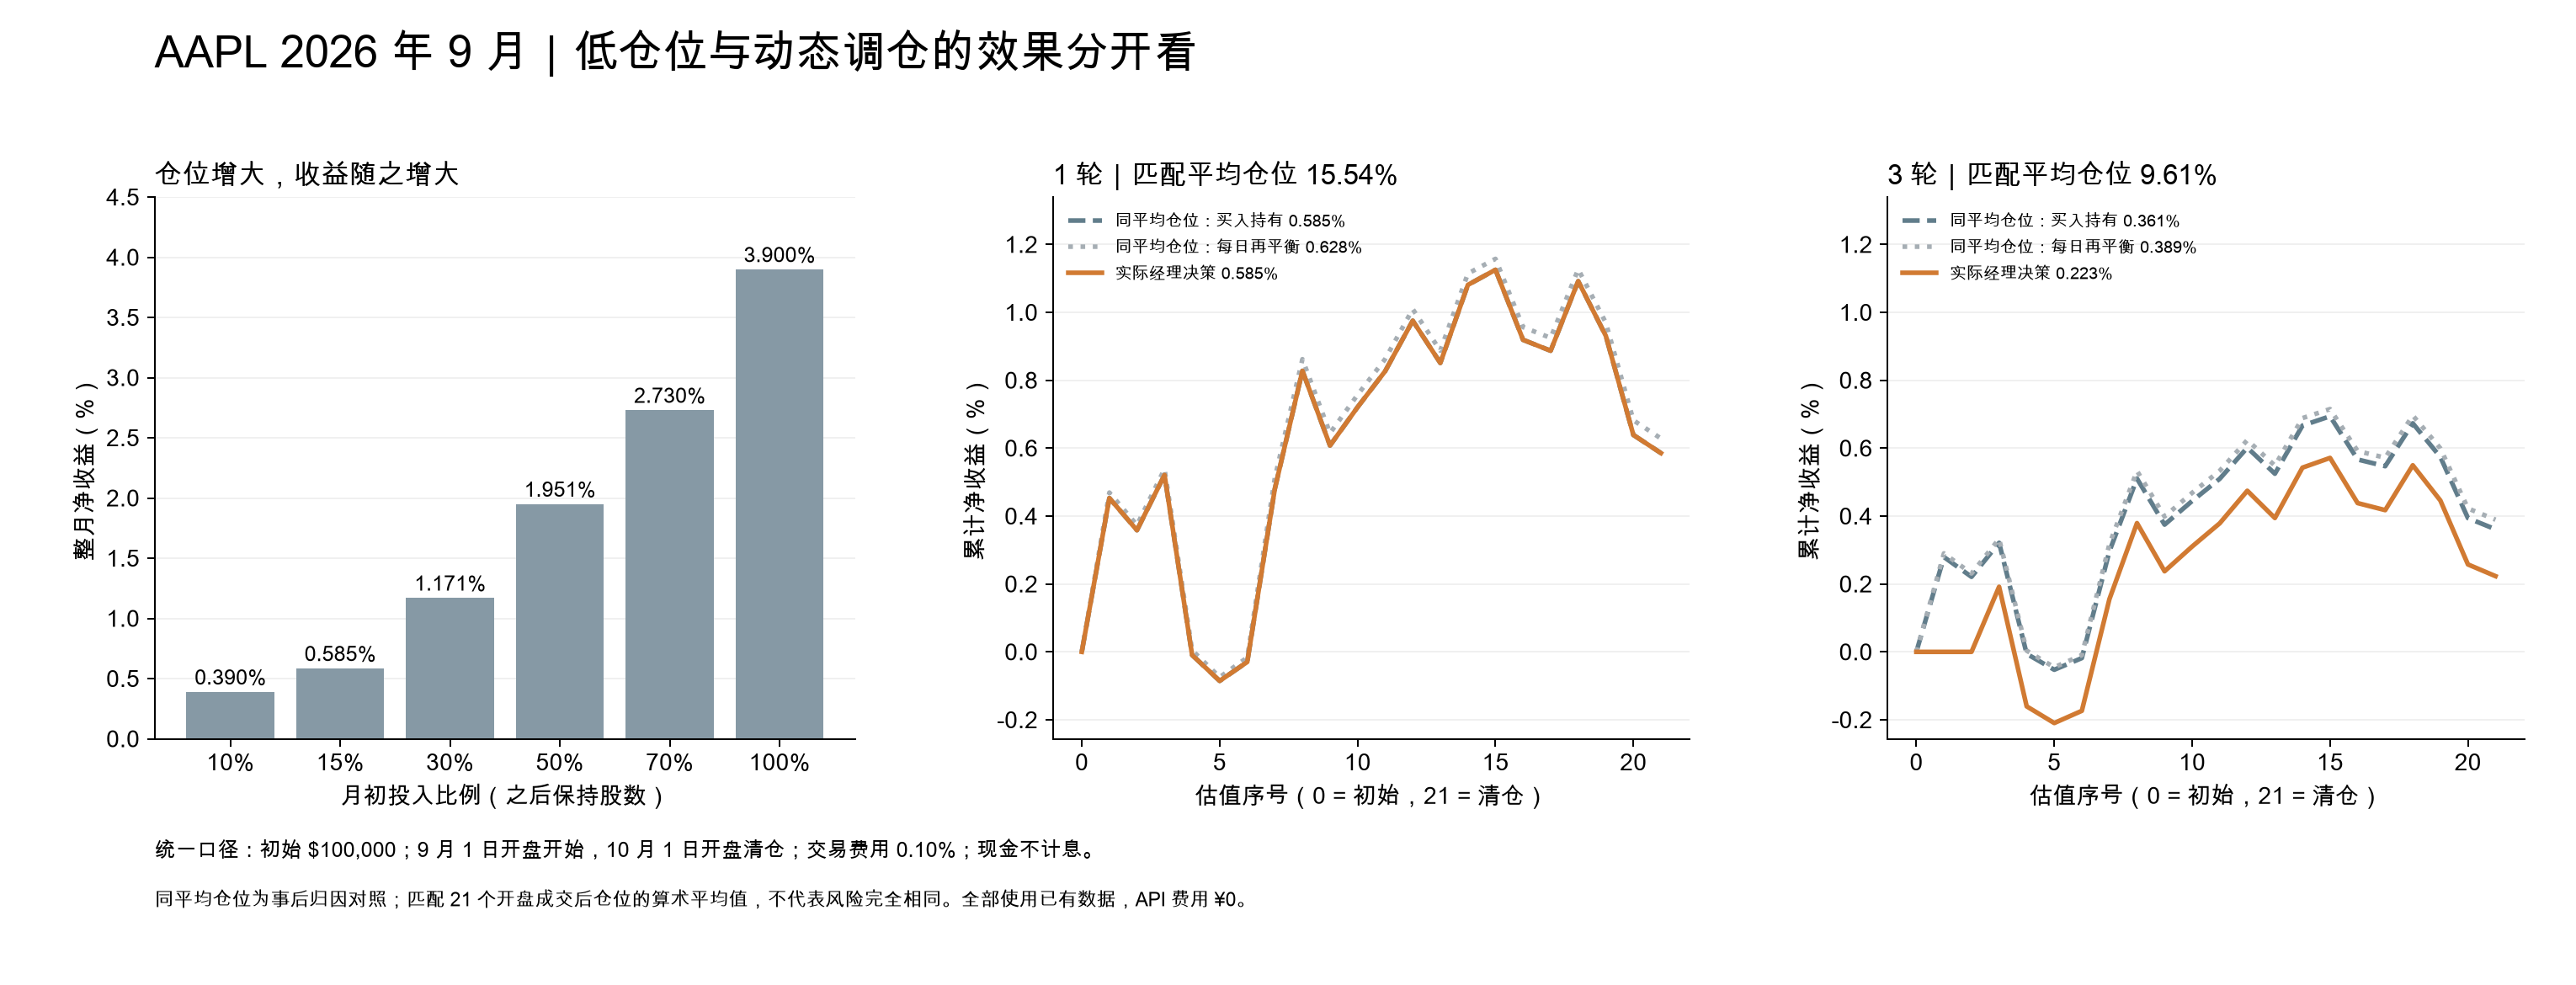 AAPL 2026 年 9 月 | 低仓位与动态调仓的效果分开看
仓位增大，收益随之增大
整月净收益（%）
4.5
4.0
3.5
3.0
2.5
2.0
1.5
1.0
0.5
0.0
0.390%
0.585%
1.171%
1.951%
2.730%
3.900%
10%
15%
30%
50%
70%
100%
月初投入比例（之后保持股数）
1 轮 | 匹配平均仓位 15.54%
同平均仓位：买入持有 0.585%
同平均仓位：每日再平衡 0.628%
实际经理决策 0.585%
累计净收益（%）
1.2
1.0
0.8
0.6
0.4
0.2
0.0
-0.2
0
5
10
15
20
估值序号（0 = 初始，21 = 清仓）
3 轮 | 匹配平均仓位 9.61%
同平均仓位：买入持有 0.361%
同平均仓位：每日再平衡 0.389%
实际经理决策 0.223%
累计净收益（%）
1.2
1.0
0.8
0.6
0.4
0.2
0.0
-0.2
0
5
10
15
20
估值序号（0 = 初始，21 = 清仓）
统一口径：初始 $100,000；9 月 1 日开盘开始，10 月 1 日开盘清仓；交易费用 0.10%；现金不计息。
同平均仓位为事后归因对照；匹配 21 个开盘成交后仓位的算术平均值，不代表风险完全相同。全部使用已有数据，API 费用 ¥0。